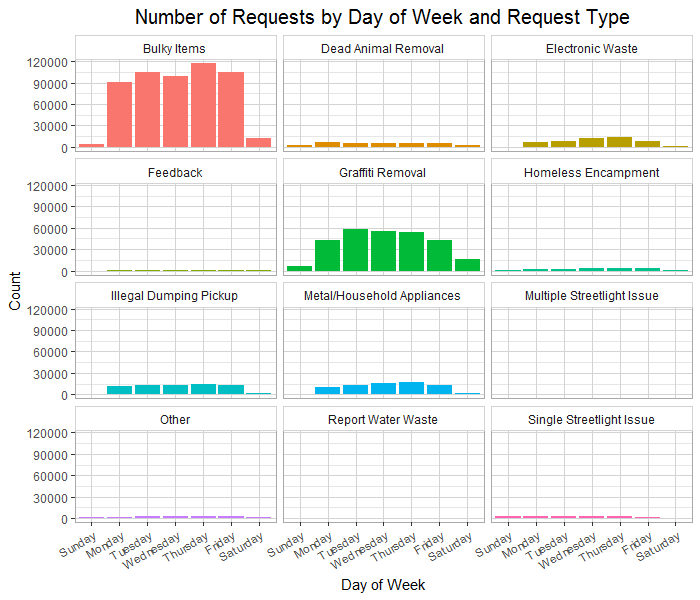 Number of Requests by Day of Week and Request Type
Bulky Items Dead Animal Removal Electronic Waste
120000
90000
60000
30000
0
Feedback Graffiti Removal Homeless Encampment
120000
90000
60000
30000
0
Illegal Dumping Pickup Metal/Household Appliances Multiple Streetlight Issue
120000
90000
60000
30000
0
Other Report Water Waste Single Streetlight Issue
120000
90000
60000
30000
0
Count
Sunday Monday Tuesday Wednesday Thursday Friday Saturday Sunday Monday Tuesday Wednesday Thursday Friday Saturday Sunday Monday Tuesday Wednesday Thursday Friday Saturday
Day of Week